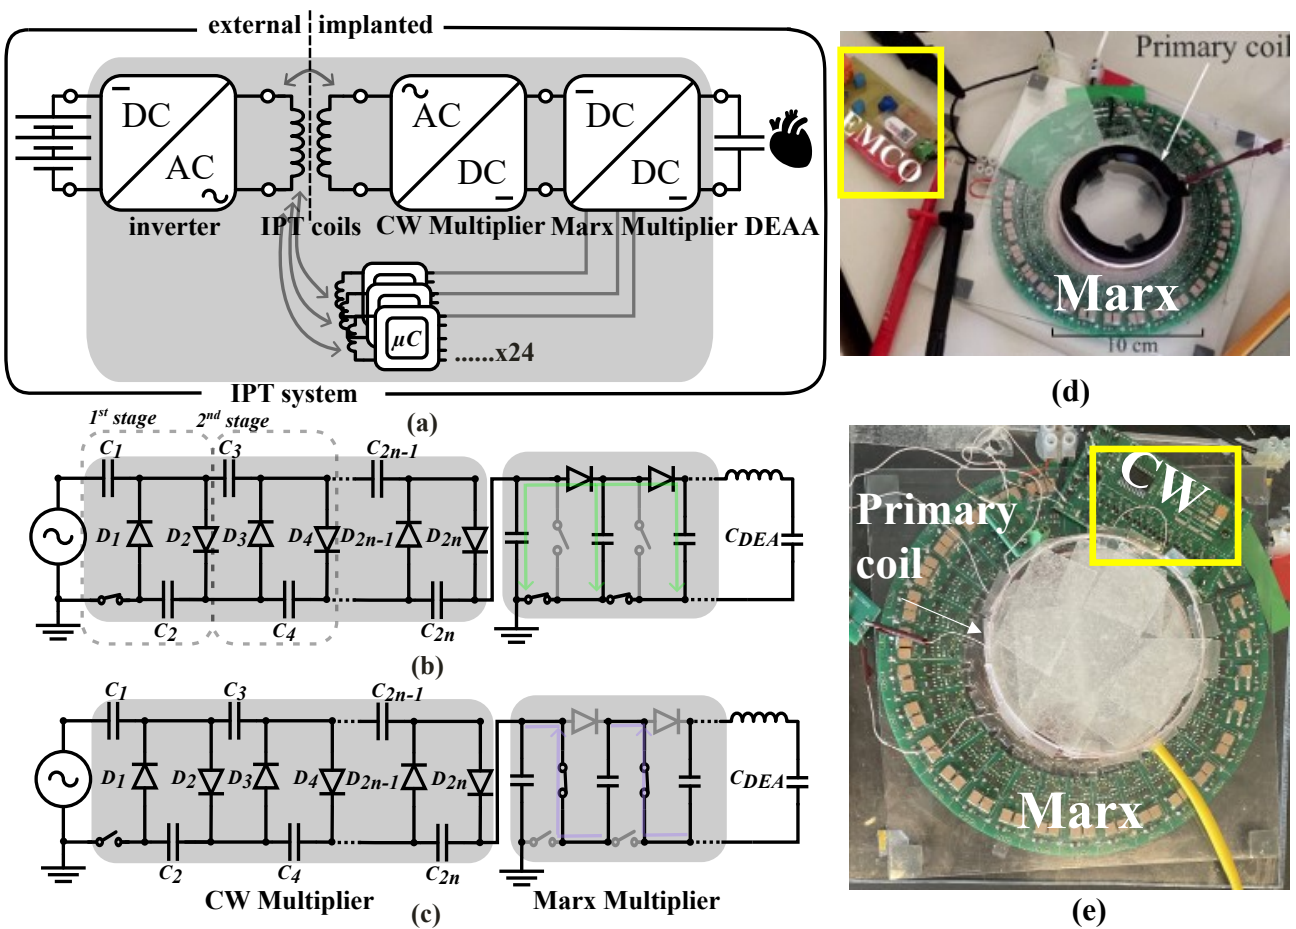 external implanted
DC
AC
AC
DC
DC
DC
inverter
IPT coils
CW Multiplier
Marx Multiplier
DEAA
μC
......x24
IPT system
(a)
1st stage
2nd stage
C1
C3
C2n-1
D1
D2
D3
D4
D2n-1
D2n
CDEA
C2
C4
C2n
(b)
C1
C3
C2n-1
D1
D2
D3
D4
D2n-1
D2n
CDEA
C2
C4
C2n
CW Multiplier
Marx Multiplier
(c)
Primary coil
EMCO
Marx
10 cm
(d)
CW
Primary
coil
Marx
(e)